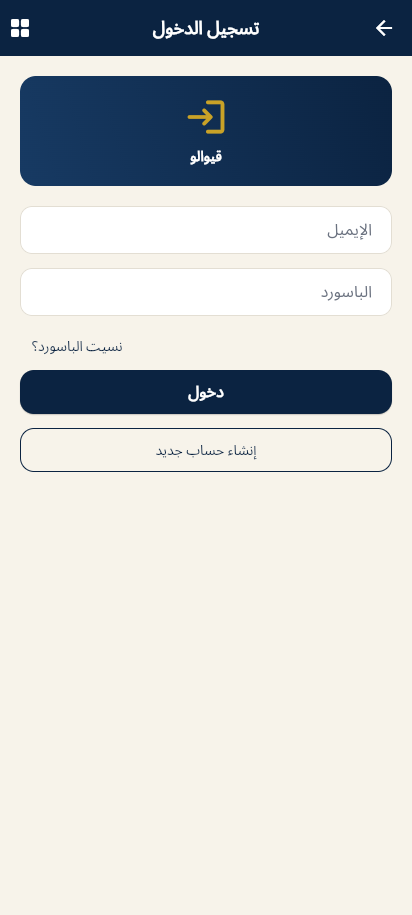 تسجيل الدخول
قيوالو
الإيميل
الباسورد
نسيت الباسورد؟
دخول
إنشاء حساب جديد